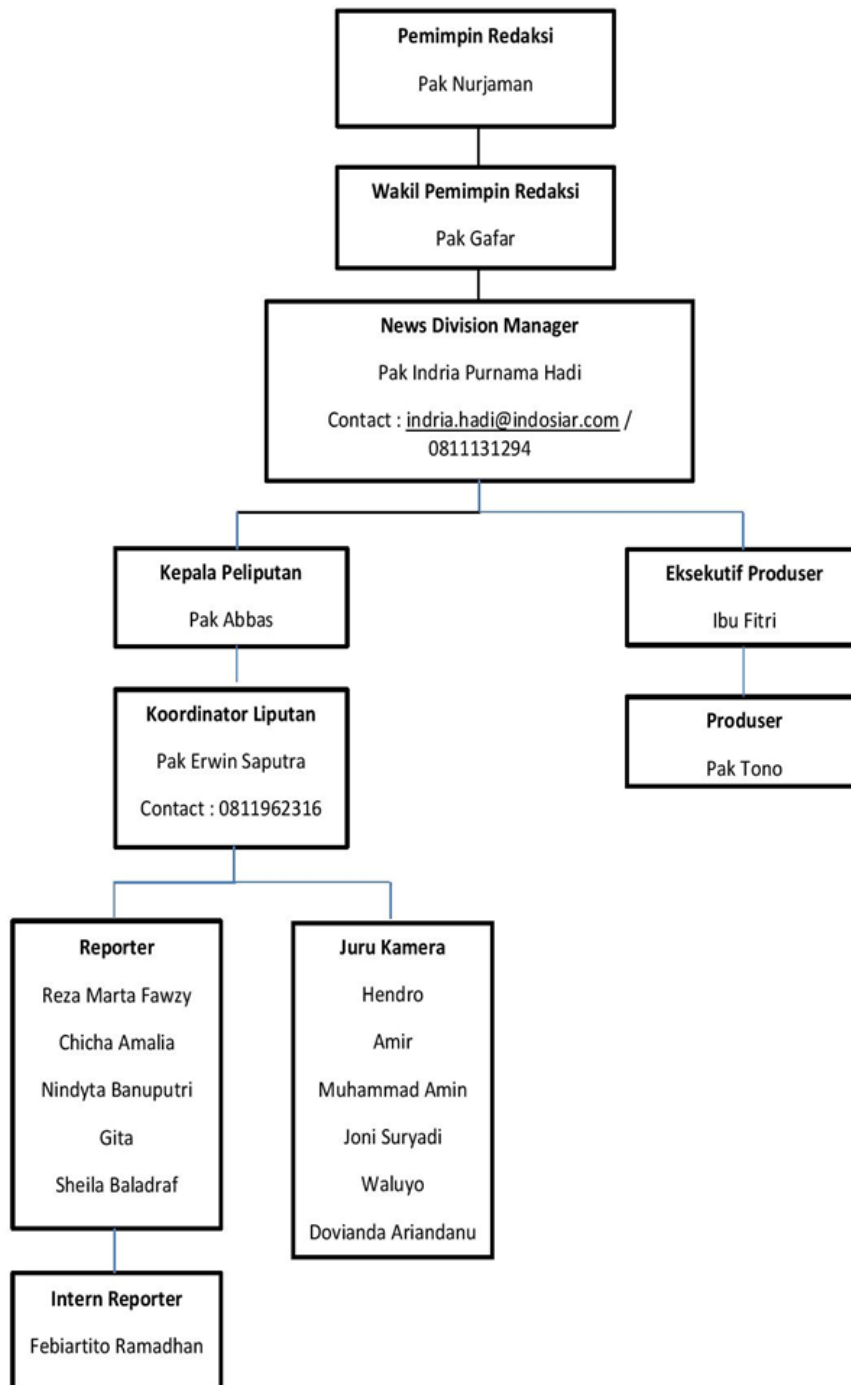 Pemimpin Redaksi
Pak Nurjaman
Wakil Pemimpin Redaksi
Pak Gafar
News Division Manager
Pak Indria Purnama Hadi
Contact : indria.hadi@indosiar.com /
0811131294
Kepala Peliputan
Pak Abbas
Eksekutif Produser
Ibu Fitri
Koordinator Liputan
Pak Erwin Saputra
Contact : 0811962316
Produser
Pak Tono
Reporter
Reza Marta Fawzy
Chicha Amalia
Nindyta Banuputri
Gita
Sheila Baladraf
Juru Kamera
Hendro
Amir
Muhammad Amin
Joni Suryadi
Waluyo
Dovianda Ariandanu
Intern Reporter
Febiartito Ramadhan